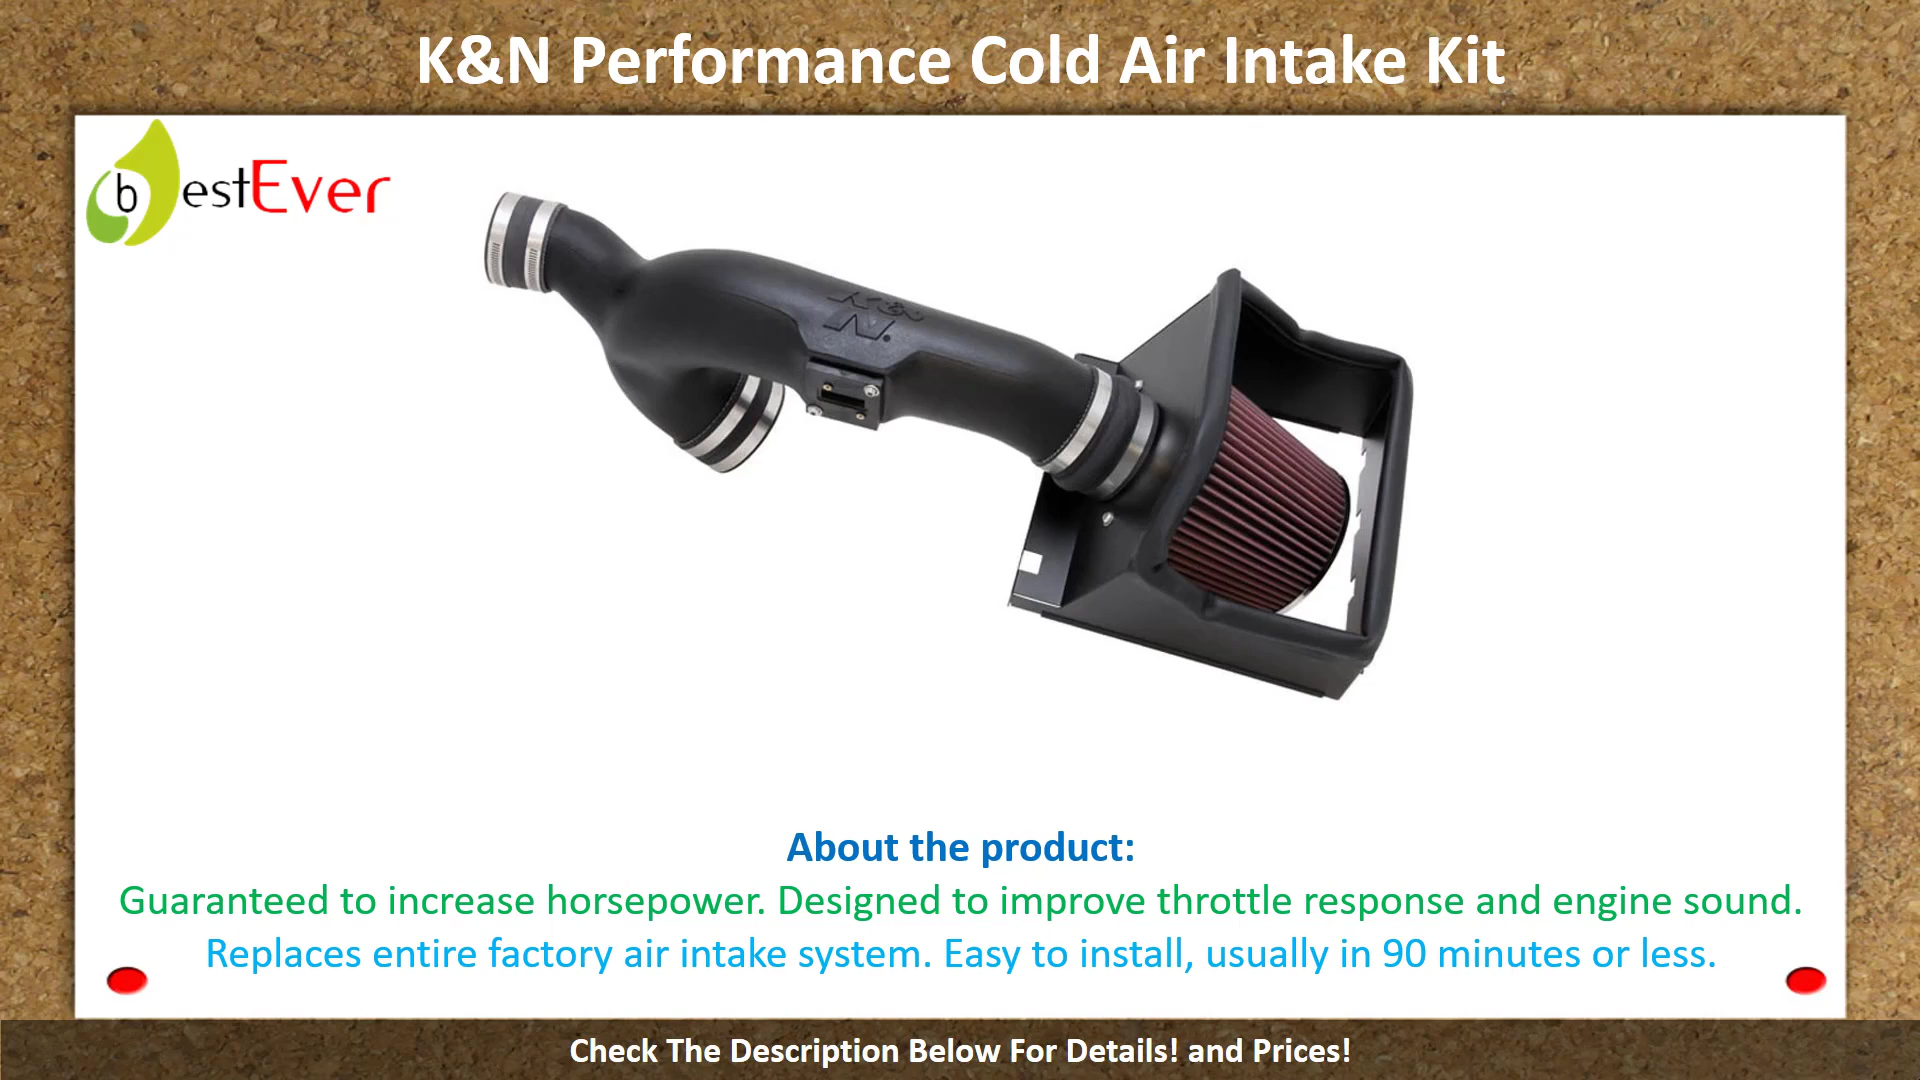 K&N Performance Cold Air Intake Kit
bestEver
K&N.
About the product:
Guaranteed to increase horsepower. Designed to improve throttle response and engine sound.
Replaces entire factory air intake system. Easy to install, usually in 90 minutes or less.
Check The Description Below For Details! and Prices!